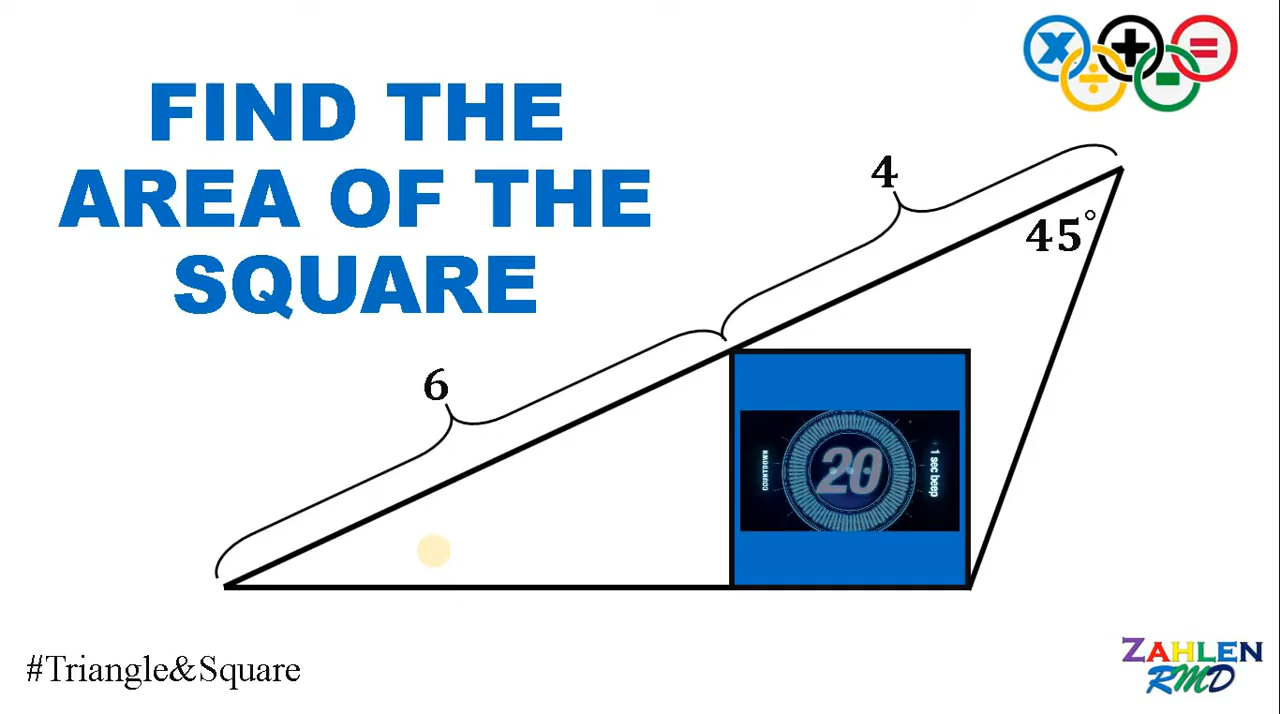 FIND THE
AREA OF THE
SQUARE
× + =
÷ -
4
45°
6
COUNTDOWN
20
1 sec beep
#Triangle&Square
ZAHLEN
RMD